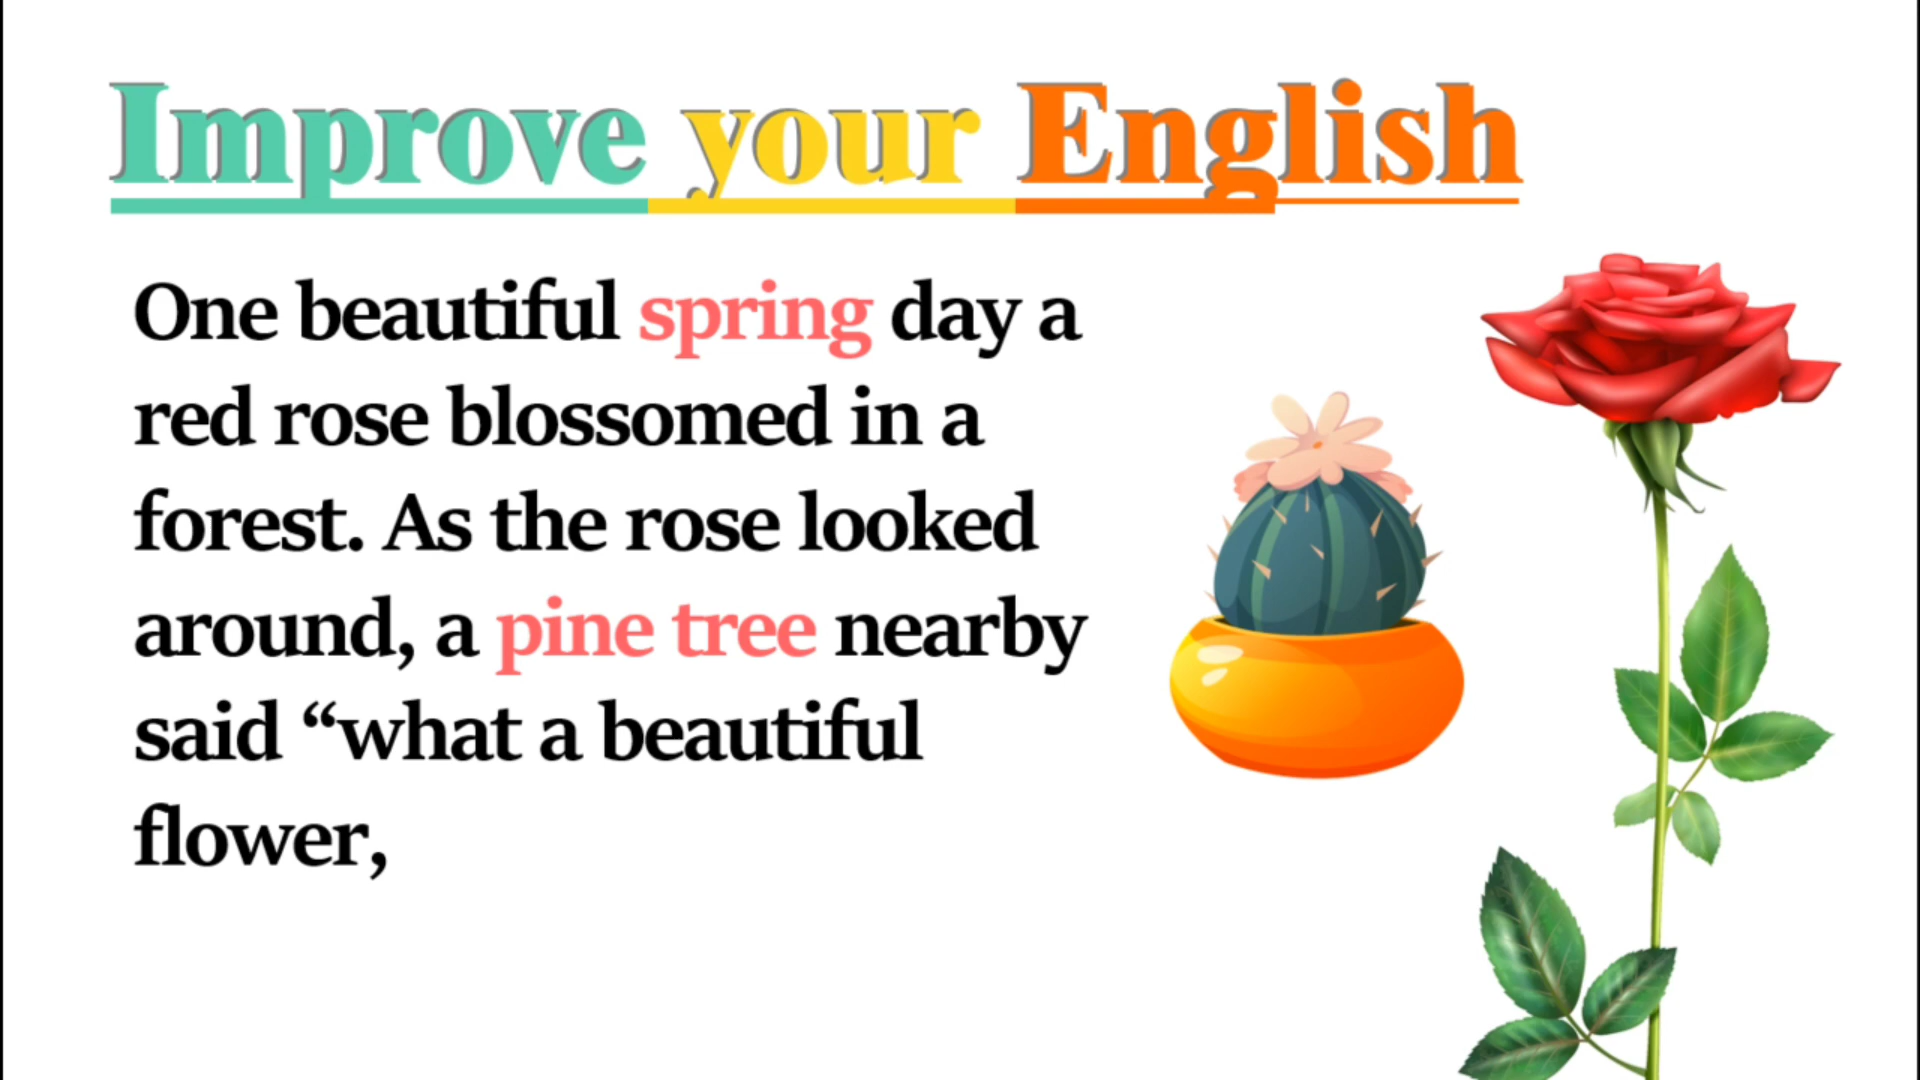 Improve your English
One beautiful spring day a
red rose blossomed in a
forest. As the rose looked
around, a pine tree nearby
said “what a beautiful
flower,